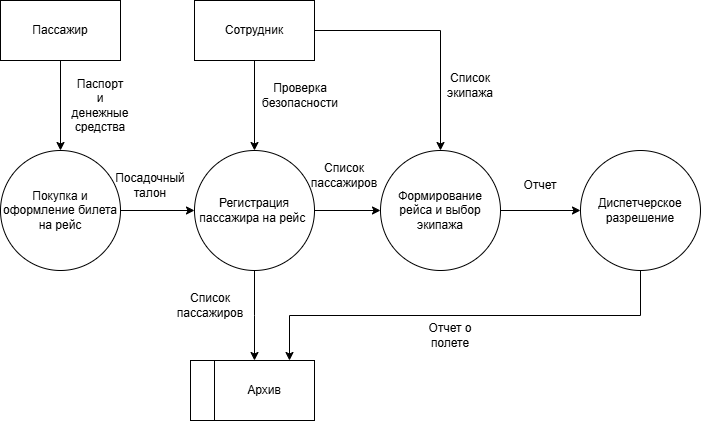 Пассажир
Сотрудник
Паспорт
и
денежные
средства
Проверка
безопасности
Список
экипажа
Покупка и
оформление билета
на рейс
Посадочный
талон
Регистрация
пассажира на рейс
Список
пассажиров
Формирование
рейса и выбор
экипажа
Отчет
Диспетчерское
разрешение
Список
пассажиров
Отчет о
полете
Архив